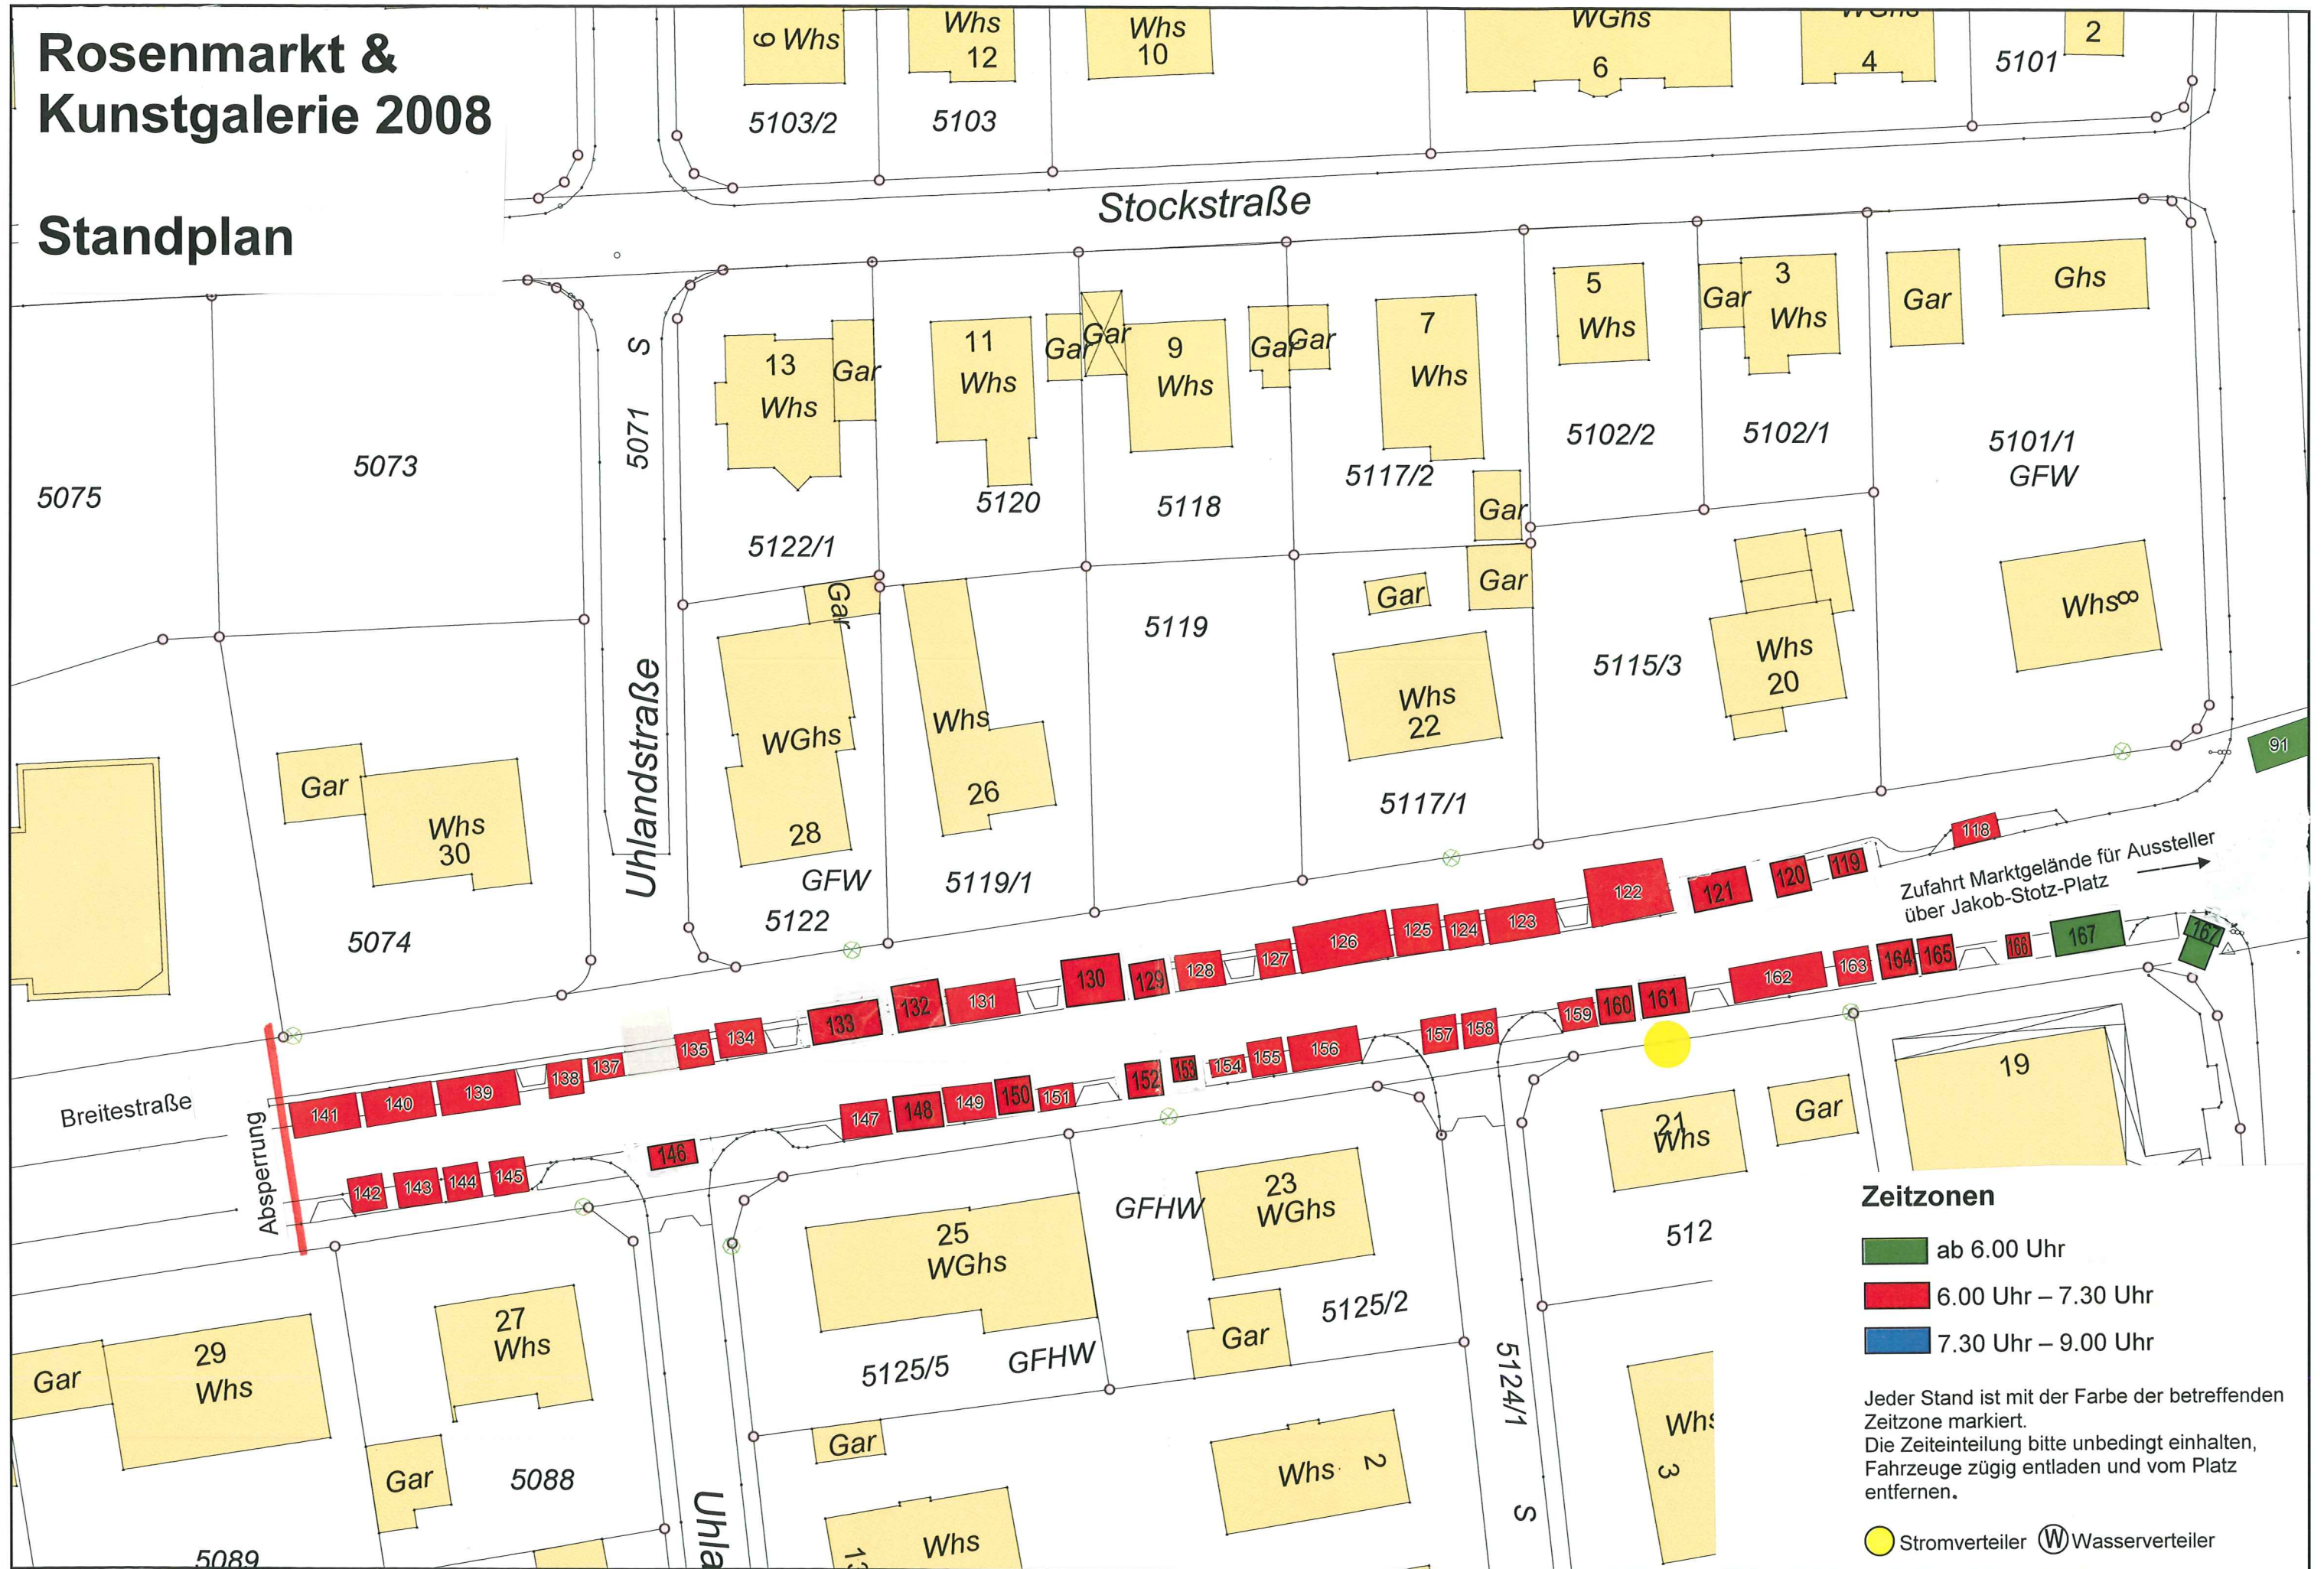 Rosenmarkt &
Kunstgalerie 2008
Standplan
9 Whs
Whs
12
Whs
10
WGhs
6
WGhs
4
2
5101
5103/2
5103
Stockstraße
5075
5073
5071 S
13
Whs
Gar
11
Whs
Gar
Gar
9
Whs
Gar
Gar
7
Whs
5
Whs
Gar
3
Whs
Gar
Ghs
5122/1
5120
5118
5117/2
Gar
5102/2
5102/1
5101/1
GFW
Gar
5119
Gar
Gar
5115/3
Whs
20
Whs 8
Uhlandstraße
Gar
Whs
30
WGhs
28
Whs
26
Whs
22
5117/1
5074
GFW
5122
5119/1
91
118
119
120
121
122
123
124
125
126
127
128
129
130
131
132
133
134
135
137
138
139
140
141
Zufahrt Marktgelände für Aussteller
über Jakob-Stotz-Platz
Breitestraße
Absperrung
142
143
144
145
146
147
148
149
150
151
152
153
154
155
156
157
158
159
160
161
162
163
164
165
166
167
167
19
21
Whs
Gar
512
23
WGhs
GFHW
25
WGhs
5125/2
Gar
5125/5
GFHW
27
Whs
29
Whs
Gar
Gar
5088
5089
Gar
Whs
13
Whs 2
5124/1 S
Whs
3
Uhla
Zeitzonen
ab 6.00 Uhr
6.00 Uhr – 7.30 Uhr
7.30 Uhr – 9.00 Uhr
Jeder Stand ist mit der Farbe der betreffenden
Zeitzone markiert.
Die Zeiteinteilung bitte unbedingt einhalten,
Fahrzeuge zügig entladen und vom Platz
entfernen.
Stromverteiler W Wasserverteiler